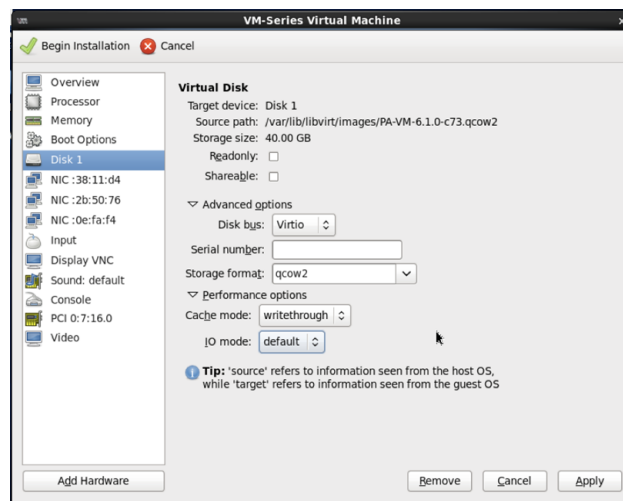 VM-Series Virtual Machine
Begin Installation Cancel
Overview
Processor
Memory
Boot Options
Disk 1
NIC :38:11:d4
NIC :2b:50:76
NIC :0e:fa:f4
Input
Display VNC
Sound: default
Console
PCI 0:7:16.0
Video
Add Hardware
Virtual Disk
Target device: Disk 1
Source path: /var/lib/libvirt/images/PA-VM-6.1.0-c73.qcow2
Storage size: 40.00 GB
Readonly:
Shareable:
Advanced options
Disk bus: Virtio
Serial number:
Storage format: qcow2
Performance options
Cache mode: writethrough
IO mode: default
Tip: 'source' refers to information seen from the host OS,
while 'target' refers to information seen from the guest OS
Remove Cancel Apply